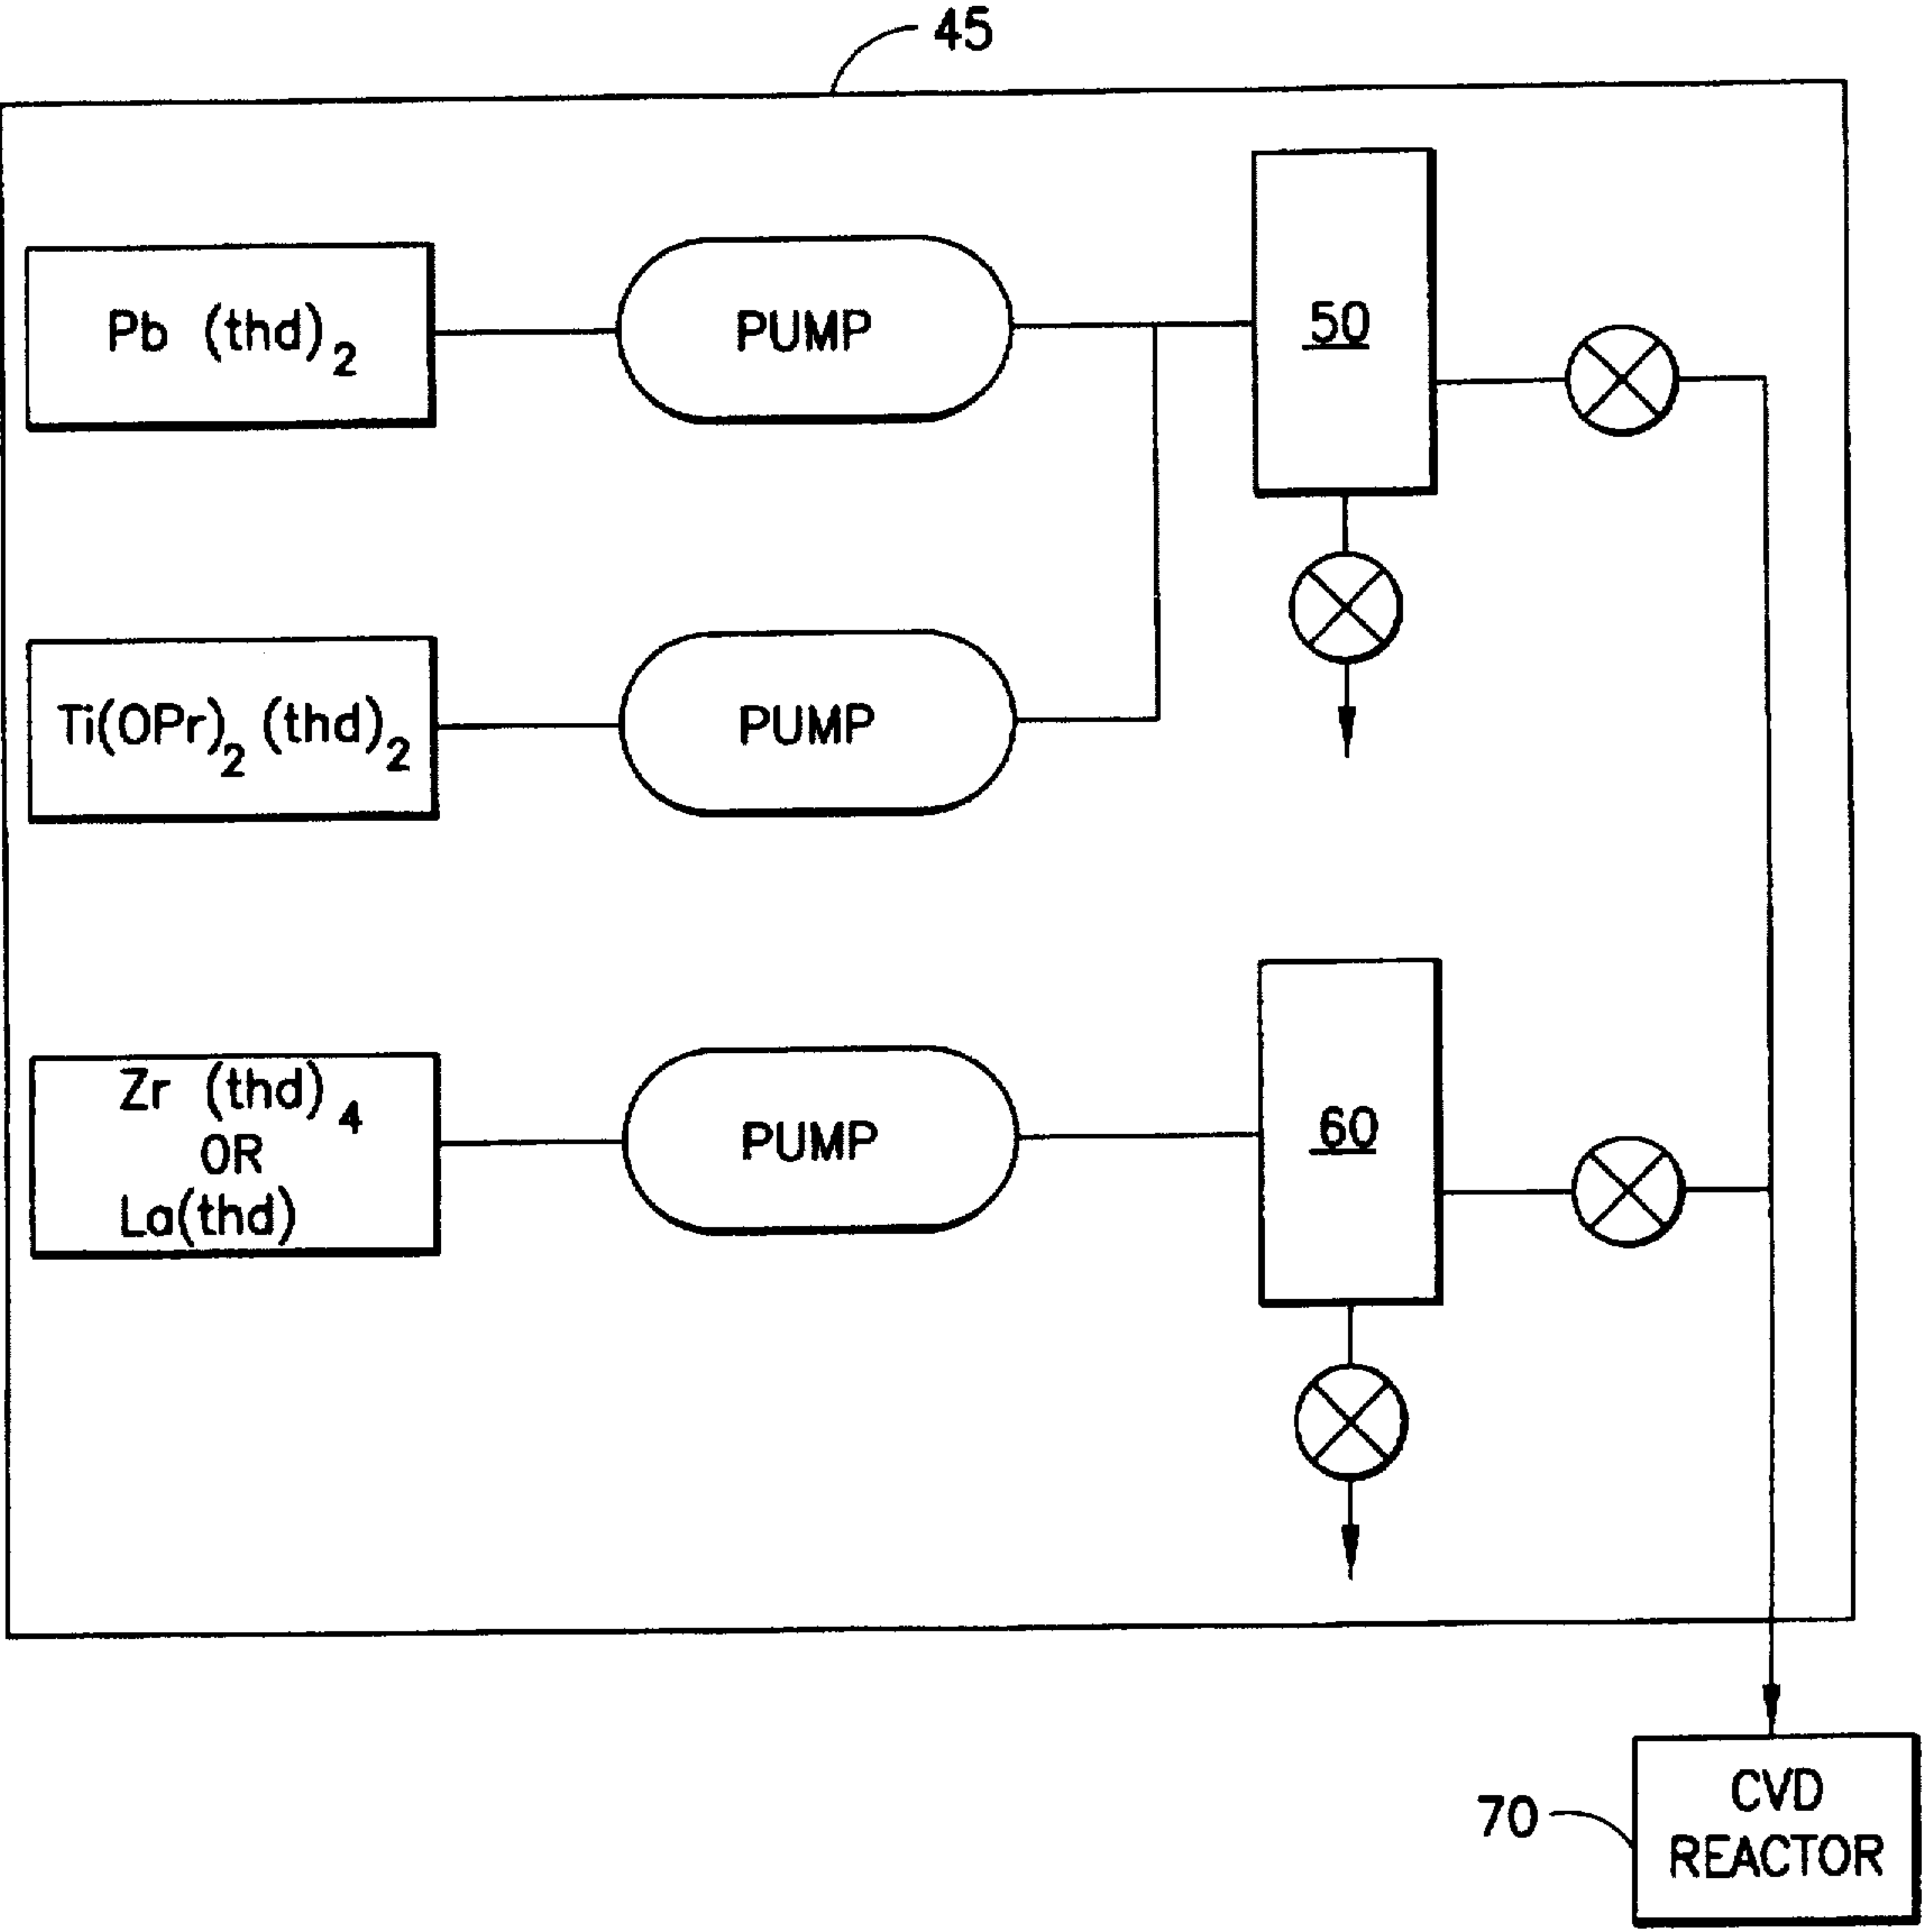 45
Pb (thd)2
PUMP
50
Ti(OPr)2 (thd)2
PUMP
Zr (thd)4
OR
La(thd)
PUMP
60
70
CVD
REACTOR